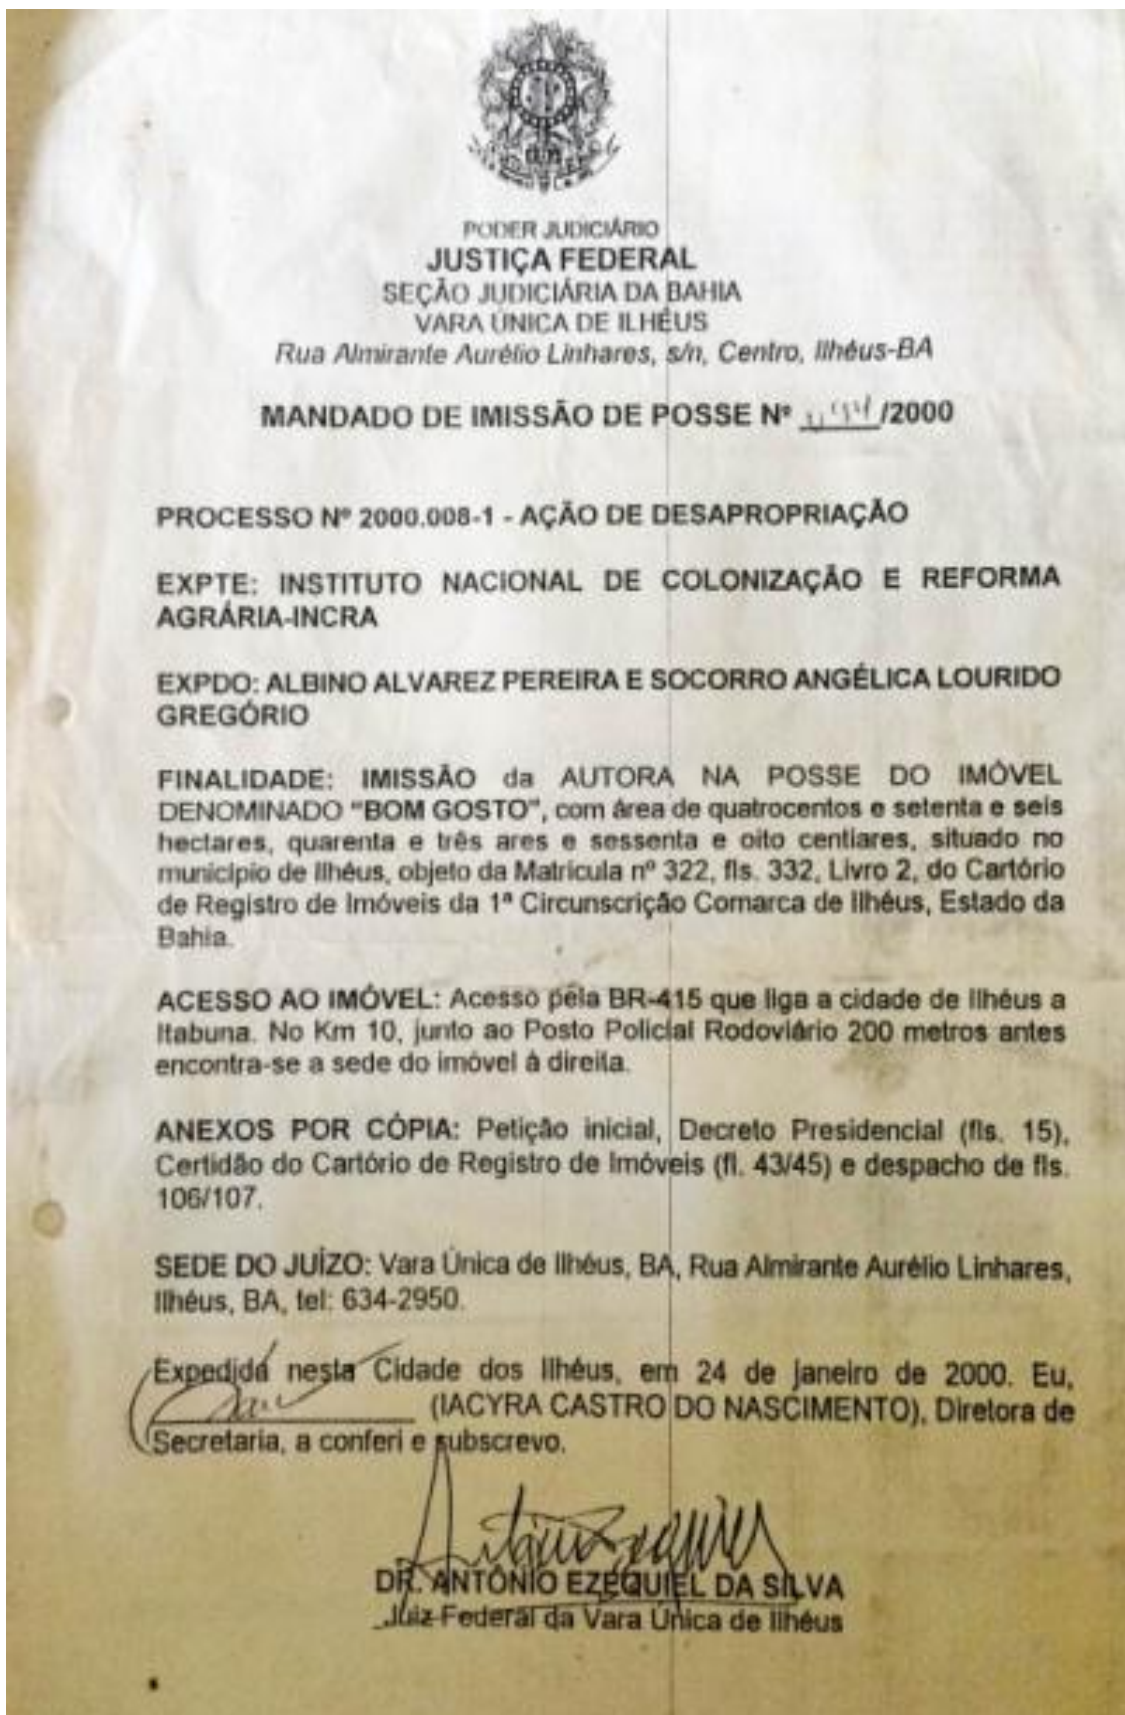 PODER JUDICIÁRIO
JUSTIÇA FEDERAL
SEÇÃO JUDICIÁRIA DA BAHIA
VARA ÚNICA DE ILHÉUS
Rua Almirante Aurélio Linhares, s/n, Centro, Ilhéus-BA
MANDADO DE IMISSÃO DE POSSE Nº /2000
PROCESSO Nº 2000.008-1 - AÇÃO DE DESAPROPRIAÇÃO
EXPTE: INSTITUTO NACIONAL DE COLONIZAÇÃO E REFORMA
AGRÁRIA-INCRA
EXPDO: ALBINO ALVAREZ PEREIRA E SOCORRO ANGÉLICA LOURIDO
GREGÓRIO
FINALIDADE: IMISSÃO da AUTORA NA POSSE DO IMÓVEL
DENOMINADO "BOM GOSTO", com área de quatrocentos e setenta e seis
hectares, quarenta e três ares e sessenta e oito centiares, situado no
município de Ilhéus, objeto da Matrícula nº 322, fls. 332, Livro 2, do Cartório
de Registro de Imóveis da 1ª Circunscrição Comarca de Ilhéus, Estado da
Bahia.
ACESSO AO IMÓVEL: Acesso pela BR-415 que liga a cidade de Ilhéus a
Itabuna. No Km 10, junto ao Posto Policial Rodoviário 200 metros antes
encontra-se a sede do imóvel à direita.
ANEXOS POR CÓPIA: Petição inicial, Decreto Presidencial (fls. 15),
Certidão do Cartório de Registro de Imóveis (fl. 43/45) e despacho de fls.
106/107.
SEDE DO JUÍZO: Vara Única de Ilhéus, BA, Rua Almirante Aurélio Linhares,
Ilhéus, BA, tel: 634-2950.
Expedida nesta Cidade dos Ilhéus, em 24 de janeiro de 2000. Eu,
(IACYRA CASTRO DO NASCIMENTO), Diretora de
Secretaria, a conferi e subscrevo.
DR. ANTÔNIO EZEQUIEL DA SILVA
Juiz Federal da Vara Única de Ilhéus